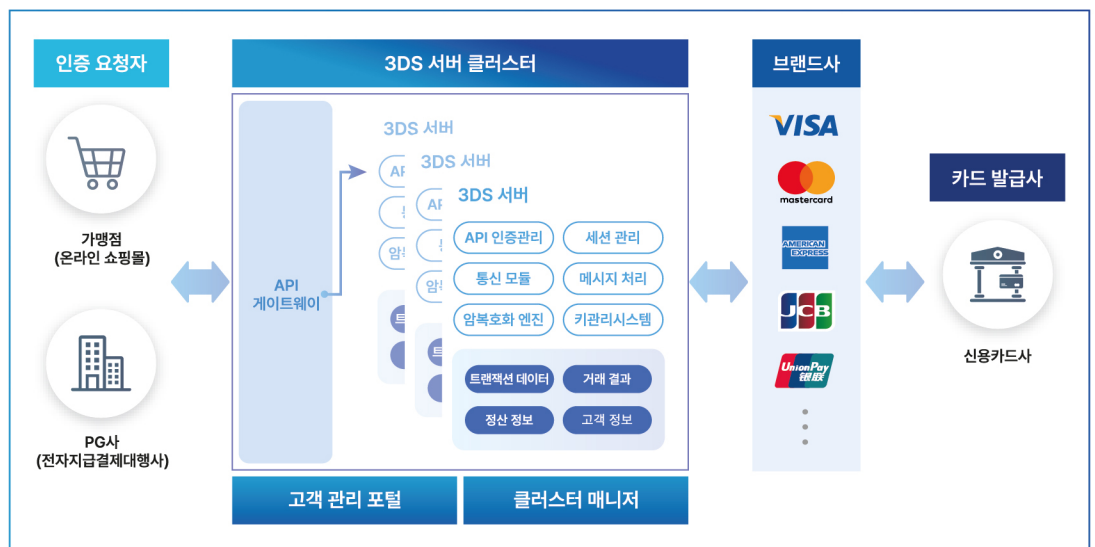 인증 요청자
가맹점
(온라인 쇼핑몰)
PG사
(전자지급결제대행사)
3DS 서버 클러스터
API
게이트웨이
3DS 서버
3DS 서버
3DS 서버
API 인증관리
세션 관리
통신 모듈
메시지 처리
암복호화 엔진
키관리시스템
트랜잭션 데이터
거래 결과
정산 정보
고객 정보
고객 관리 포털
클러스터 매니저
브랜드사
VISA
mastercard
AMERICAN
EXPRESS
JCB
UnionPay
银联
카드 발급사
신용카드사